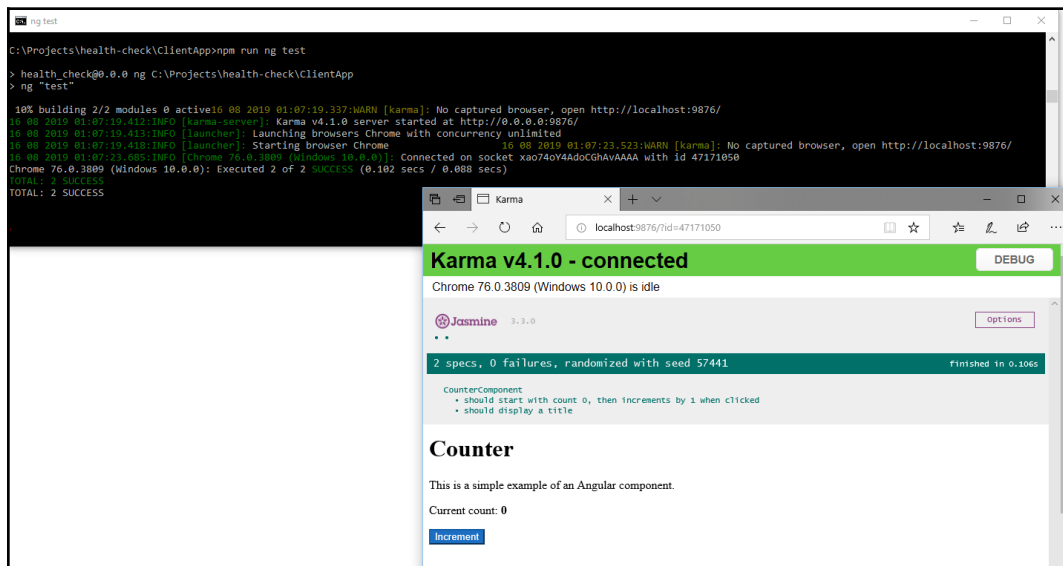 ng test
C:\Projects\health-check\ClientApp>npm run ng test
> health_check@0.0.0 ng C:\Projects\health-check\ClientApp
> ng "test"
10% building 2/2 modules 0 active16 08 2019 01:07:19.337:WARN [karma]: No captured browser, open http://localhost:9876/
16 08 2019 01:07:19.412:INFO [karma-server]: Karma v4.1.0 server started at http://0.0.0.0:9876/
16 08 2019 01:07:19.413:INFO [launcher]: Launching browsers Chrome with concurrency unlimited
16 08 2019 01:07:19.418:INFO [launcher]: Starting browser Chrome 16 08 2019 01:07:23.523:WARN [karma]: No captured browser, open http://localhost:9876/
16 08 2019 01:07:23.685:INFO [Chrome 76.0.3809 (Windows 10.0.0)]: Connected on socket xao74oY4AdoCGhAvAAAA with id 47171050
Chrome 76.0.3809 (Windows 10.0.0): Executed 2 of 2 SUCCESS (0.102 secs / 0.088 secs)
TOTAL: 2 SUCCESS
TOTAL: 2 SUCCESS
Karma
localhost:9876/?id=47171050
Karma v4.1.0 - connected
DEBUG
Chrome 76.0.3809 (Windows 10.0.0) is idle
Jasmine 3.3.0
Options
2 specs, 0 failures, randomized with seed 57441
finished in 0.106s
CounterComponent
• should start with count 0, then increments by 1 when clicked
• should display a title
Counter
This is a simple example of an Angular component.
Current count: 0
Increment